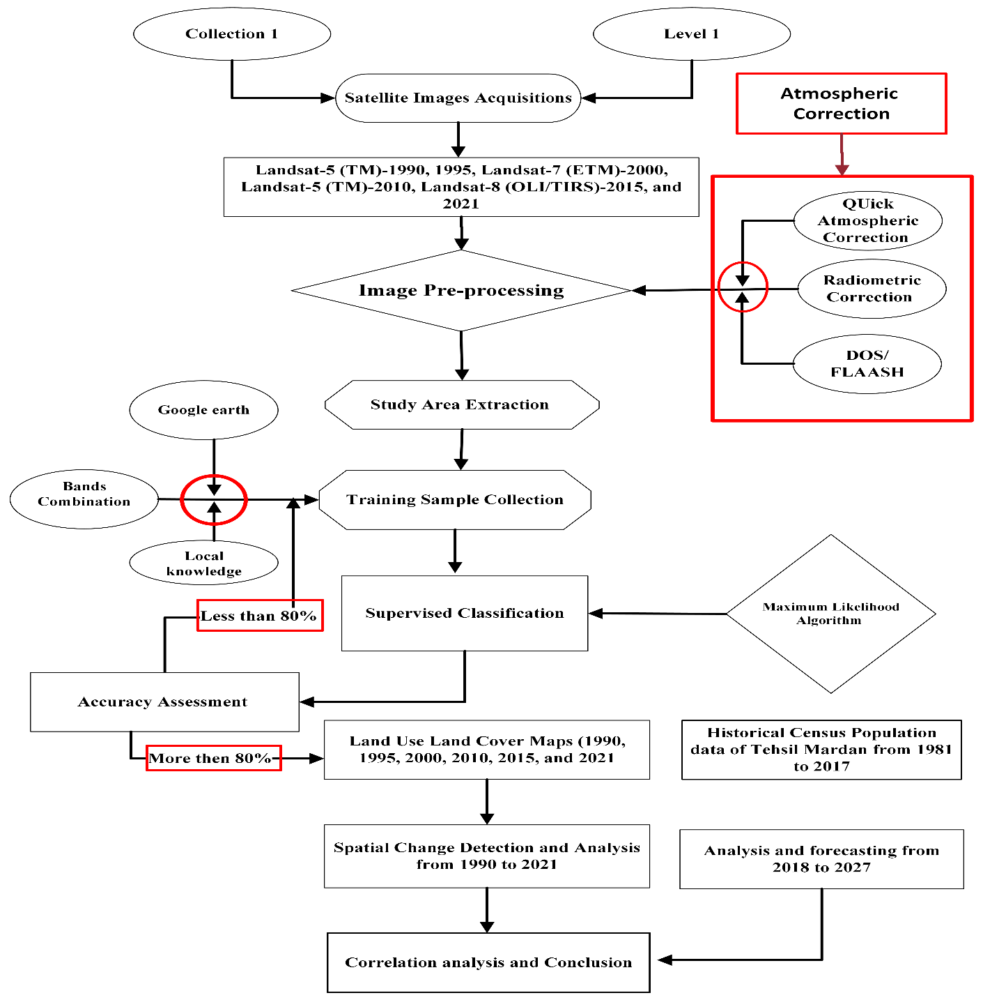 Collection 1
Level 1
Satellite Images Acquisitions
Atmospheric
Correction
Landsat-5 (TM)-1990, 1995, Landsat-7 (ETM)-2000,
Landsat-5 (TM)-2010, Landsat-8 (OLI/TIRS)-2015, and
2021
QUick
Atmospheric
Correction
Image Pre-processing
Radiometric
Correction
DOS/
FLAASH
Study Area Extraction
Google earth
Bands
Combination
Training Sample Collection
Local
knowledge
Less than 80%
Supervised Classification
Maximum Likelihood
Algorithm
Accuracy Assessment
More then 80%
Land Use Land Cover Maps (1990,
1995, 2000, 2010, 2015, and 2021
Historical Census Population
data of Tehsil Mardan from 1981
to 2017
Spatial Change Detection and Analysis
from 1990 to 2021
Analysis and forecasting from
2018 to 2027
Correlation analysis and Conclusion